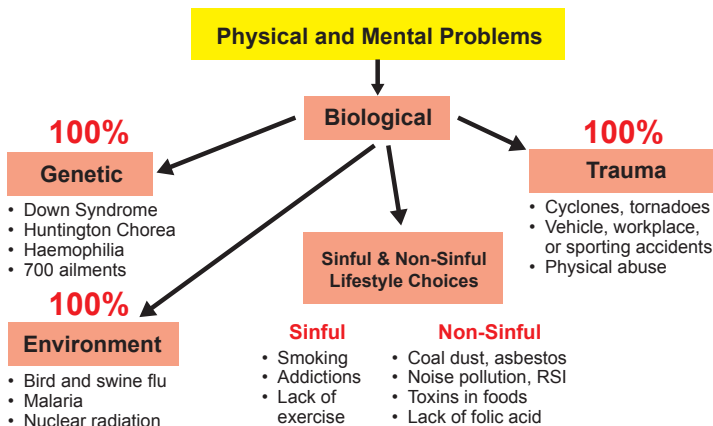 Physical and Mental Problems
Biological
100%
Genetic
• Down Syndrome
• Huntington Chorea
• Haemophilia
• 700 ailments
100%
Trauma
• Cyclones, tornadoes
• Vehicle, workplace,
or sporting accidents
• Physical abuse
100%
Environment
• Bird and swine flu
• Malaria
• Nuclear radiation
Sinful & Non-Sinful
Lifestyle Choices
Sinful
• Smoking
• Addictions
• Lack of
exercise
Non-Sinful
• Coal dust, asbestos
• Noise pollution, RSI
• Toxins in foods
• Lack of folic acid